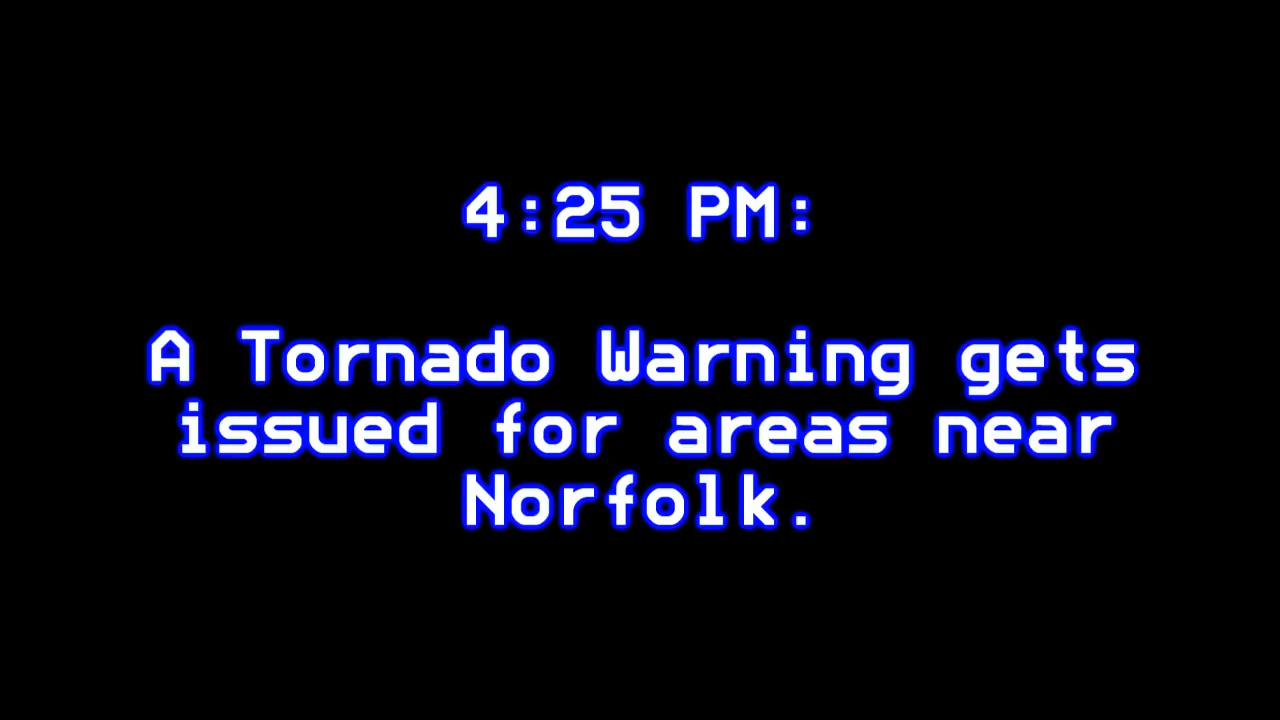 4:25 PM:
A Tornado Warning gets
issued for areas near
Norfolk.